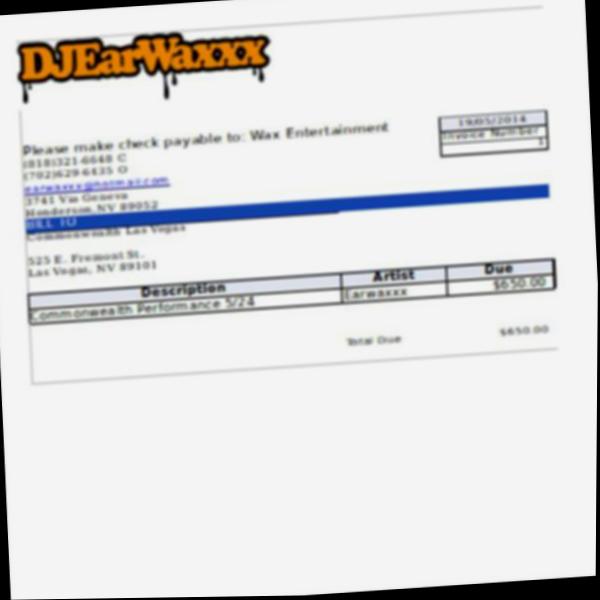 DJEarWaxxx
19/05/2014
Invoice Number
1
Please make check payable to: Wax Entertainment
(818)321-6648 C
(702)629-6435 O
earwaxxx@hotmail.com
3741 Via Geneva
Henderson, NV 89052
BILL TO
Commonwealth Las Vegas
525 E. Fremont St.
Las Vegas, NV 89101
Description Artist Due
Commonwealth Performance 5/24 Earwaxxx $650.00
Total Due $650.00